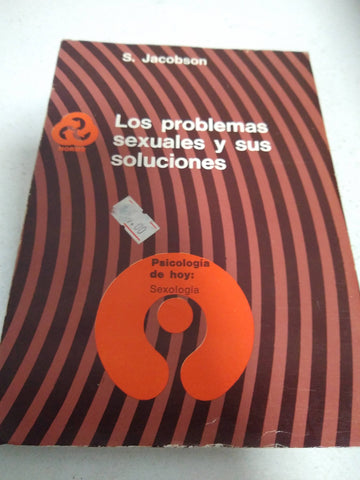 S. Jacobson
Los problemas
sexuales y sus
soluciones
Psicología
de hoy:
Sexología